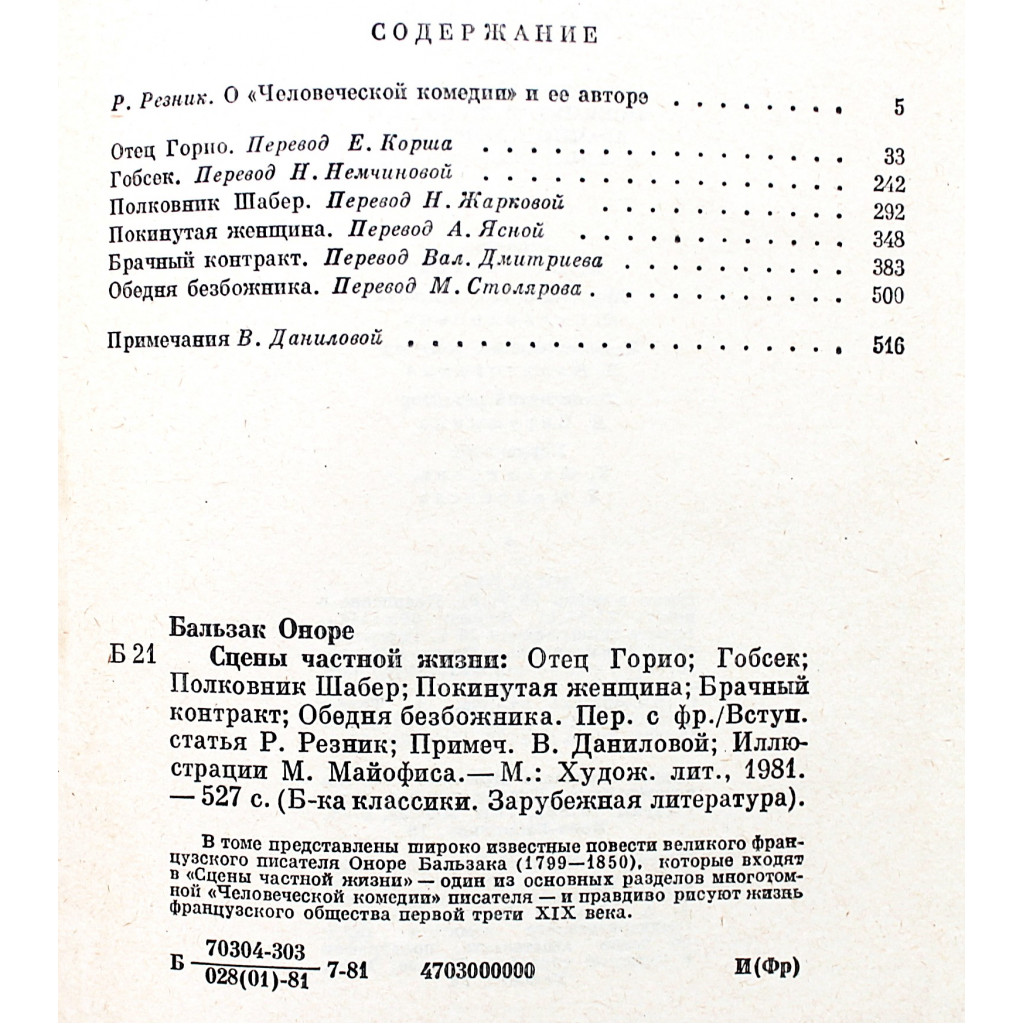 СОДЕРЖАНИЕ
Р. Резник. О «Человеческой комедии» и ее авторе . . . . . . . . 5
Отец Горио. Перевод Е. Корша . . . . . . . . . . . . . . . . 33
Гобсек. Перевод Н. Немчиновой . . . . . . . . . . . . . . . . 242
Полковник Шабер. Перевод Н. Жарковой . . . . . . . . . . . 292
Покинутая женщина. Перевод А. Ясной . . . . . . . . . . . . 348
Брачный контракт. Перевод Вал. Дмитриева . . . . . . . . . . 383
Обедня безбожника. Перевод М. Столярова . . . . . . . . . . . 500
Примечания В. Даниловой . . . . . . . . . . . . . . . . . . . 516
Бальзак Оноре
Б 21 Сцены частной жизни: Отец Горио; Гобсек;
Полковник Шабер; Покинутая женщина; Брачный
контракт; Обедня безбожника. Пер. с фр./Вступ.
статья Р. Резник; Примеч. В. Даниловой; Иллю-
страции М. Майофиса.— М.: Худож. лит., 1981.
— 527 с. (Б-ка классики. Зарубежная литература).
В томе представлены широко известные повести великого фран-
цузского писателя Оноре Бальзака (1799—1850), которые входят
в «Сцены частной жизни» — один из основных разделов многотом-
ной «Человеческой комедии» писателя — и правдиво рисуют жизнь
французского общества первой трети XIX века.
70304-303
Б 7-81 4703000000 И(Фр)
028(01)-81